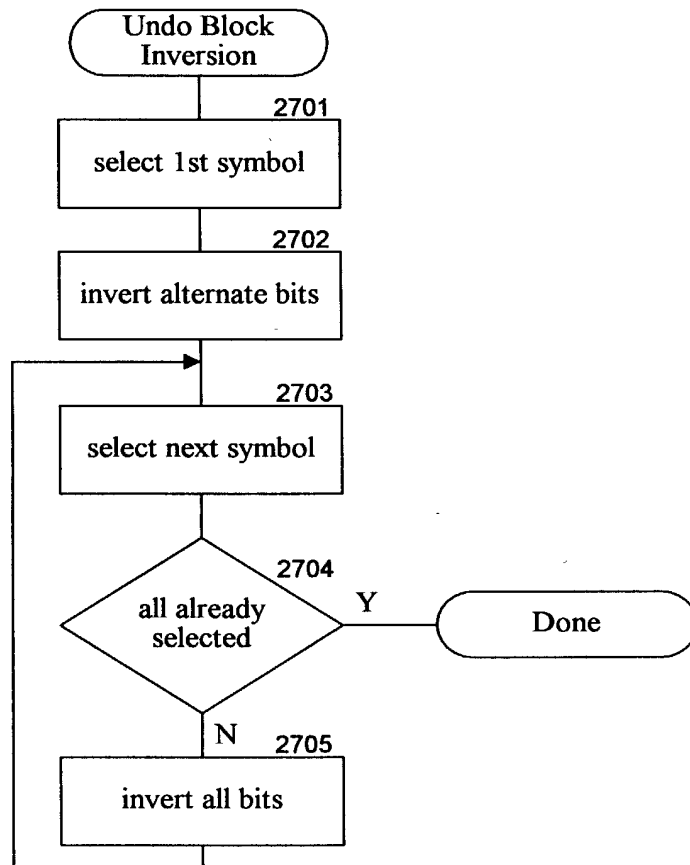 Undo Block
Inversion
2701
select 1st symbol
2702
invert alternate bits
2703
select next symbol
2704
all already
selected
Y
Done
N
2705
invert all bits